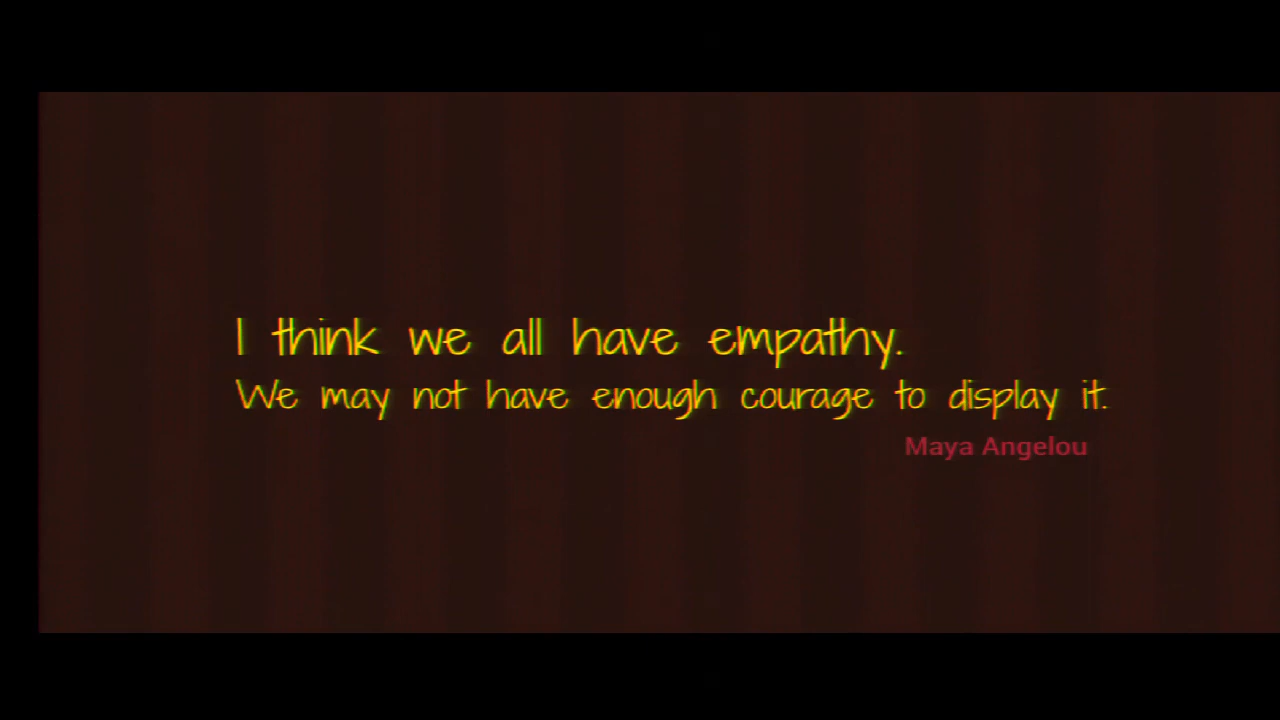 I think we all have empathy.
We may not have enough courage to display it.
Maya Angelou